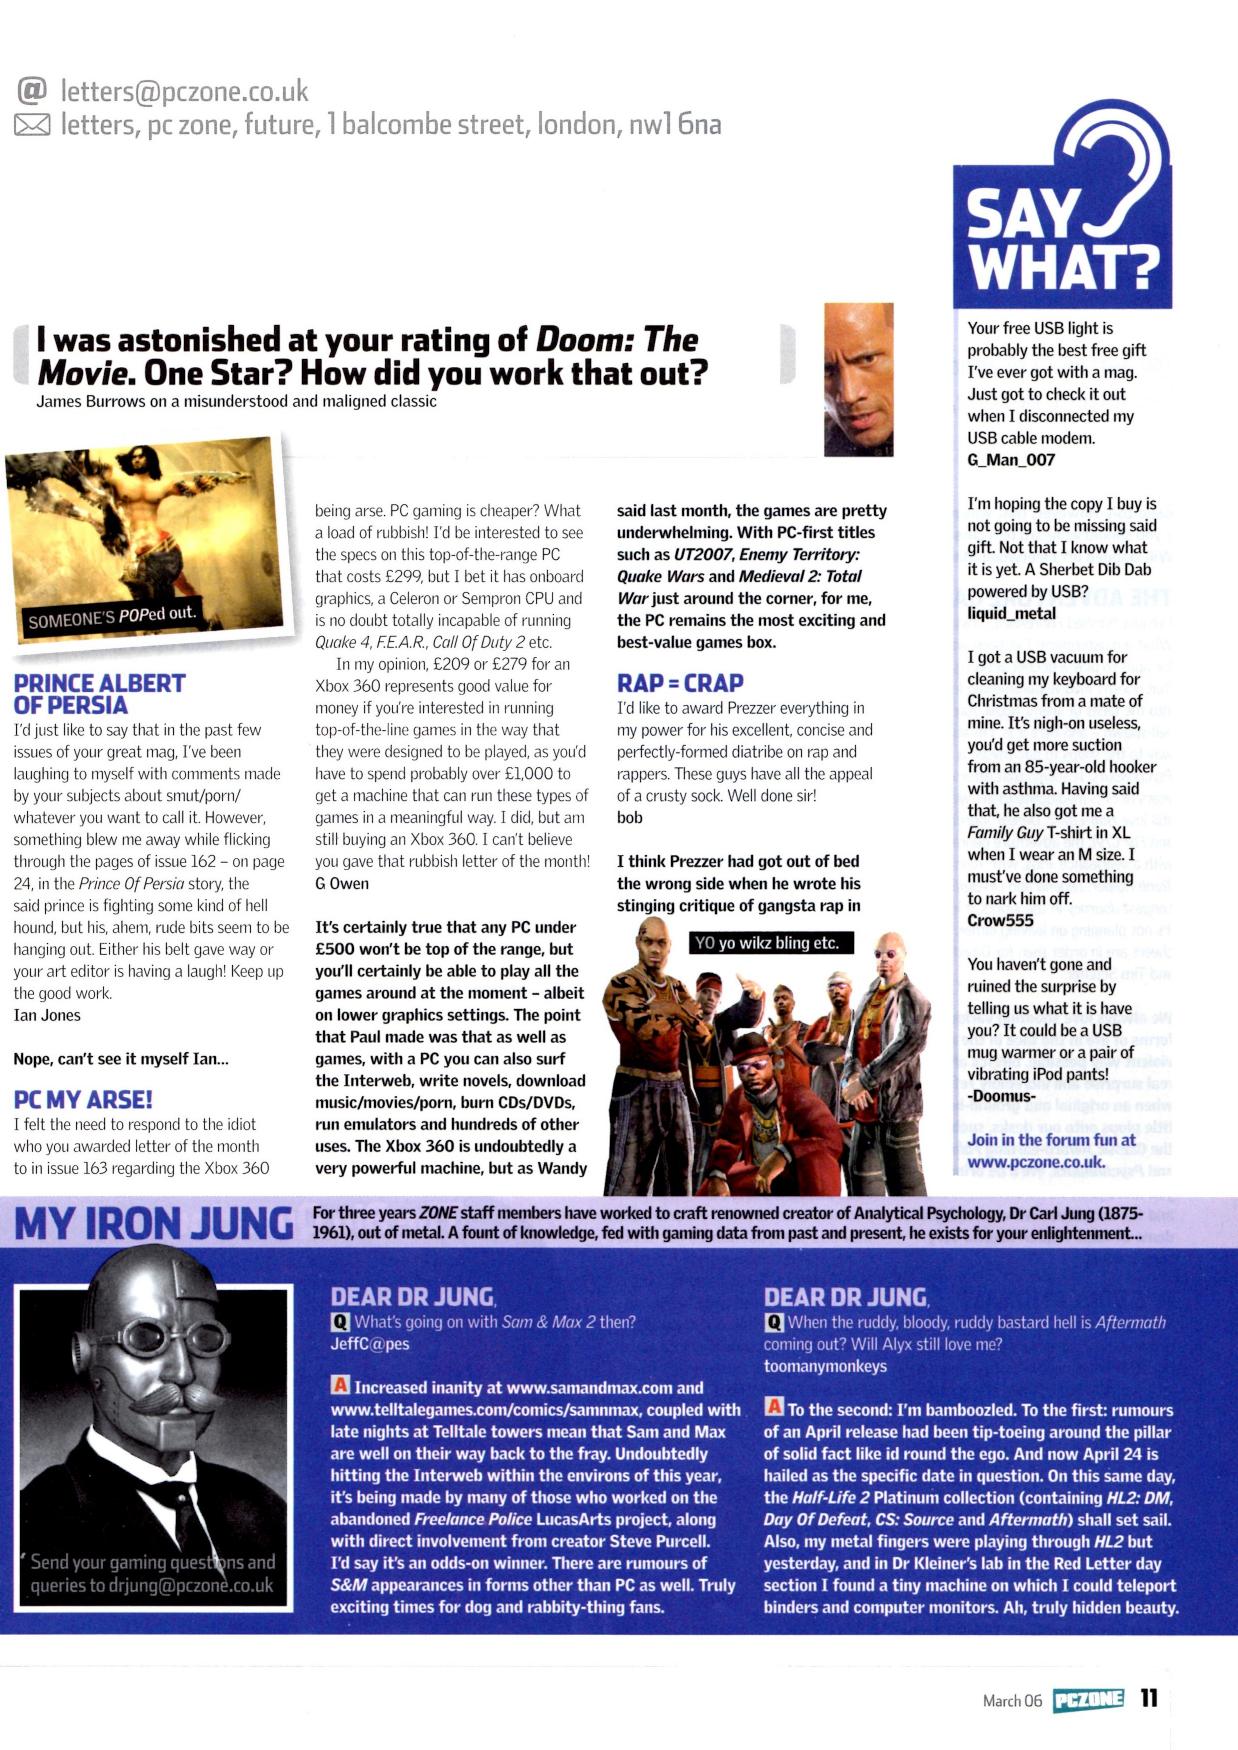 letters@pczone.co.uk
letters, pc zone, future, 1 balcombe street, london, nw1 6na
I was astonished at your rating of Doom: The
Movie. One Star? How did you work that out?
James Burrows on a misunderstood and maligned classic
SOMEONE'S POPed out.
PRINCE ALBERT
OF PERSIA
I'd just like to say that in the past few
issues of your great mag, I've been
laughing to myself with comments made
by your subjects about smut/porn/
whatever you want to call it. However,
something blew me away while flicking
through the pages of issue 162 – on page
24, in the Prince Of Persia story, the
said prince is fighting some kind of hell
hound, but his, ahem, rude bits seem to be
hanging out. Either his belt gave way or
your art editor is having a laugh! Keep up
the good work.
Ian Jones
Nope, can't see it myself Ian...
PC MY ARSE!
I felt the need to respond to the idiot
who you awarded letter of the month
to in issue 163 regarding the Xbox 360
being arse. PC gaming is cheaper? What
a load of rubbish! I'd be interested to see
the specs on this top-of-the-range PC
that costs £299, but I bet it has onboard
graphics, a Celeron or Sempron CPU and
is no doubt totally incapable of running
Quake 4, F.E.A.R., Call Of Duty 2 etc.
In my opinion, £209 or £279 for an
Xbox 360 represents good value for
money if you're interested in running
top-of-the-line games in the way that
they were designed to be played, as you'd
have to spend probably over £1,000 to
get a machine that can run these types of
games in a meaningful way. I did, but am
still buying an Xbox 360. I can't believe
you gave that rubbish letter of the month!
G Owen
It's certainly true that any PC under
£500 won't be top of the range, but
you'll certainly be able to play all the
games around at the moment – albeit
on lower graphics settings. The point
that Paul made was that as well as
games, with a PC you can also surf
the Interweb, write novels, download
music/movies/porn, burn CDs/DVDs,
run emulators and hundreds of other
uses. The Xbox 360 is undoubtedly a
very powerful machine, but as Wandy
said last month, the games are pretty
underwhelming. With PC-first titles
such as UT2007, Enemy Territory:
Quake Wars and Medieval 2: Total
War just around the corner, for me,
the PC remains the most exciting and
best-value games box.
RAP = CRAP
I'd like to award Prezzer everything in
my power for his excellent, concise and
perfectly-formed diatribe on rap and
rappers. These guys have all the appeal
of a crusty sock. Well done sir!
bob
I think Prezzer had got out of bed
the wrong side when he wrote his
stinging critique of gangsta rap in
YO yo wikz bling etc.
SAY
WHAT?
Your free USB light is
probably the best free gift
I've ever got with a mag.
Just got to check it out
when I disconnected my
USB cable modem.
G_Man_007
I'm hoping the copy I buy is
not going to be missing said
gift. Not that I know what
it is yet. A Sherbet Dib Dab
powered by USB?
liquid_metal
I got a USB vacuum for
cleaning my keyboard for
Christmas from a mate of
mine. It's nigh-on useless,
you'd get more suction
from an 85-year-old hooker
with asthma. Having said
that, he also got me a
Family Guy T-shirt in XL
when I wear an M size. I
must've done something
to nark him off.
Crow555
You haven't gone and
ruined the surprise by
telling us what it is have
you? It could be a USB
mug warmer or a pair of
vibrating iPod pants!
-Doomus-
Join in the forum fun at
www.pczone.co.uk.
MY IRON JUNG
For three years ZONE staff members have worked to craft renowned creator of Analytical Psychology, Dr Carl Jung (1875-
1961), out of metal. A fount of knowledge, fed with gaming data from past and present, he exists for your enlightenment...
Send your gaming questions and
queries to drjung@pczone.co.uk
DEAR DR JUNG,
Q What's going on with Sam & Max 2 then?
JeffC@pes
A Increased inanity at www.samandmax.com and
www.telltalegames.com/comics/samnmax, coupled with
late nights at Telltale towers mean that Sam and Max
are well on their way back to the fray. Undoubtedly
hitting the Interweb within the environs of this year,
it's being made by many of those who worked on the
abandoned Freelance Police LucasArts project, along
with direct involvement from creator Steve Purcell.
I'd say it's an odds-on winner. There are rumours of
S&M appearances in forms other than PC as well. Truly
exciting times for dog and rabbity-thing fans.
DEAR DR JUNG,
Q When the ruddy, bloody, ruddy bastard hell is Aftermath
coming out? Will Alyx still love me?
toomanymonkeys
A To the second: I'm bamboozled. To the first: rumours
of an April release had been tip-toeing around the pillar
of solid fact like id round the ego. And now April 24 is
hailed as the specific date in question. On this same day,
the Half-Life 2 Platinum collection (containing HL2: DM,
Day Of Defeat, CS: Source and Aftermath) shall set sail.
Also, my metal fingers were playing through HL2 but
yesterday, and in Dr Kleiner's lab in the Red Letter day
section I found a tiny machine on which I could teleport
binders and computer monitors. Ah, truly hidden beauty.
March 06 PCZONE 11